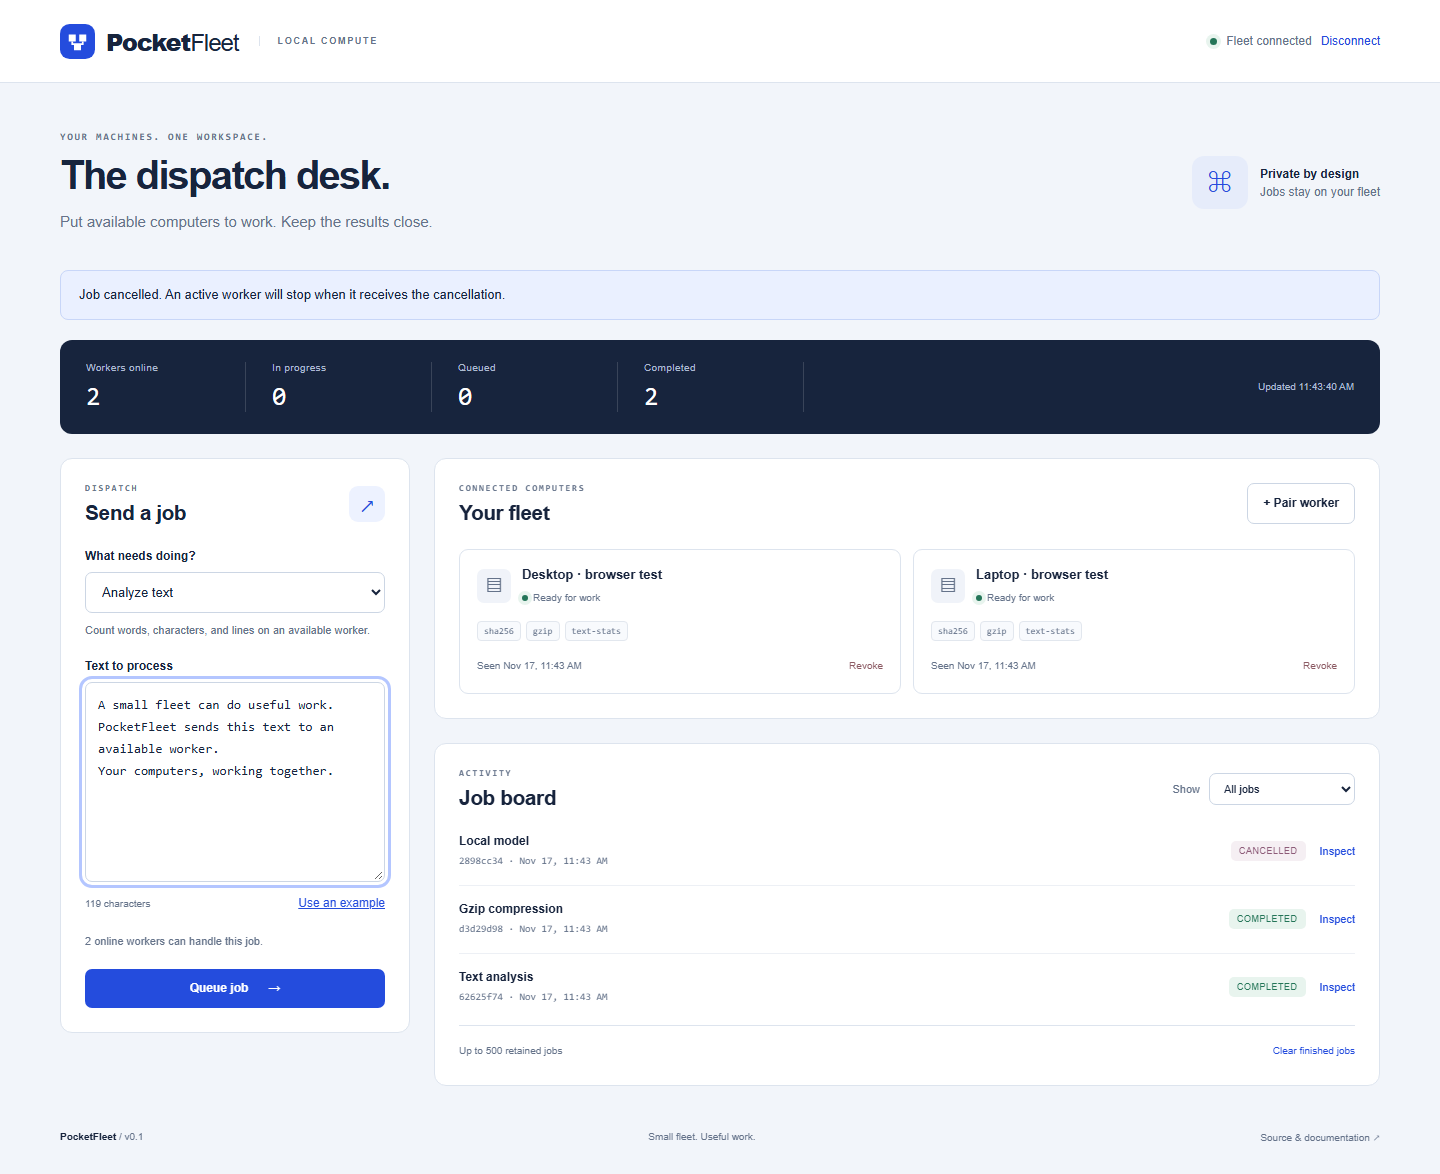 PocketFleet
LOCAL COMPUTE
Fleet connected
Disconnect
YOUR MACHINES. ONE WORKSPACE.
The dispatch desk.
Put available computers to work. Keep the results close.
⌘
Private by design
Jobs stay on your fleet
Job cancelled. An active worker will stop when it receives the cancellation.
Workers online
2
In progress
0
Queued
0
Completed
2
Updated 11:43:40 AM
DISPATCH
Send a job
↗
What needs doing?
Analyze text
Count words, characters, and lines on an available worker.
Text to process
A small fleet can do useful work.
PocketFleet sends this text to an
available worker.
Your computers, working together.
119 characters
Use an example
2 online workers can handle this job.
Queue job →
CONNECTED COMPUTERS
Your fleet
+ Pair worker
Desktop · browser test
Ready for work
sha256
gzip
text-stats
Seen Nov 17, 11:43 AM
Revoke
Laptop · browser test
Ready for work
sha256
gzip
text-stats
Seen Nov 17, 11:43 AM
Revoke
ACTIVITY
Job board
Show
All jobs
Local model
2898cc34 · Nov 17, 11:43 AM
CANCELLED
Inspect
Gzip compression
d3d29d98 · Nov 17, 11:43 AM
COMPLETED
Inspect
Text analysis
62625f74 · Nov 17, 11:43 AM
COMPLETED
Inspect
Up to 500 retained jobs
Clear finished jobs
PocketFleet / v0.1
Small fleet. Useful work.
Source & documentation ↗